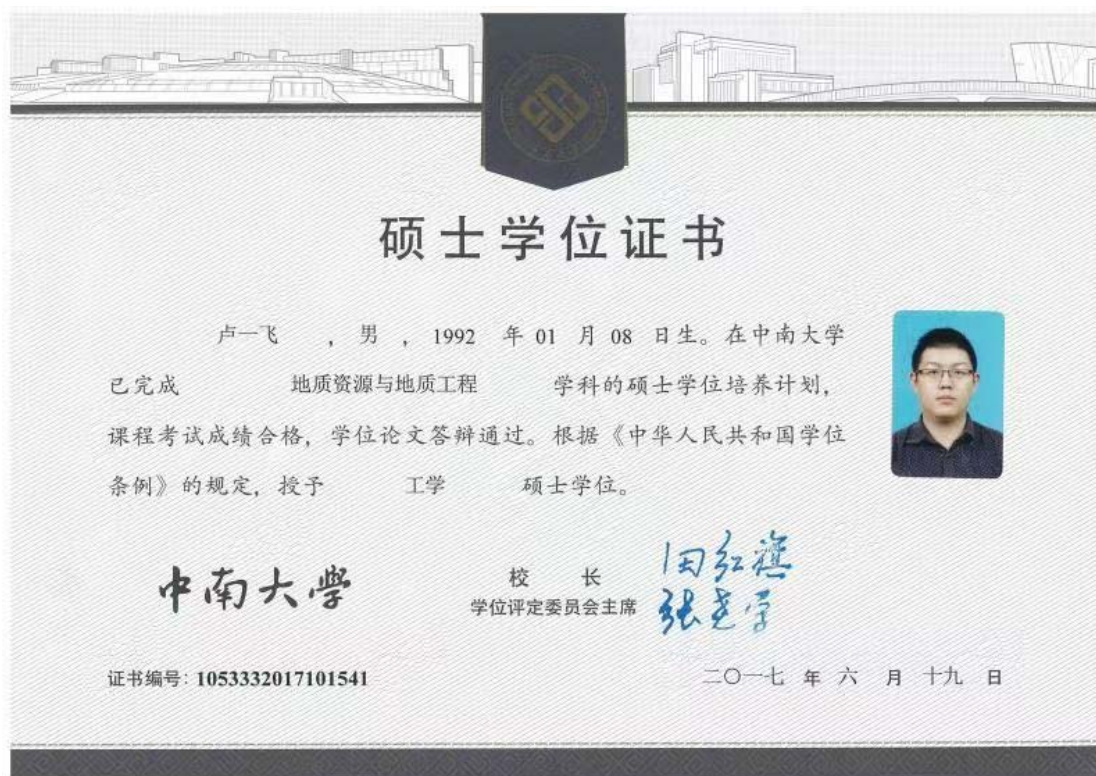 硕士学位证书
卢一飞 , 男 , 1992 年 01 月 08 日生。在中南大学
已完成 地质资源与地质工程 学科的硕士学位培养计划,
课程考试成绩合格, 学位论文答辩通过。根据《中华人民共和国学位
条例》的规定, 授予 工学 硕士学位。
中南大學
校 长 田红旗
学位评定委员会主席 张尧学
证书编号: 1053332017101541
二〇一七 年 六 月 十九 日